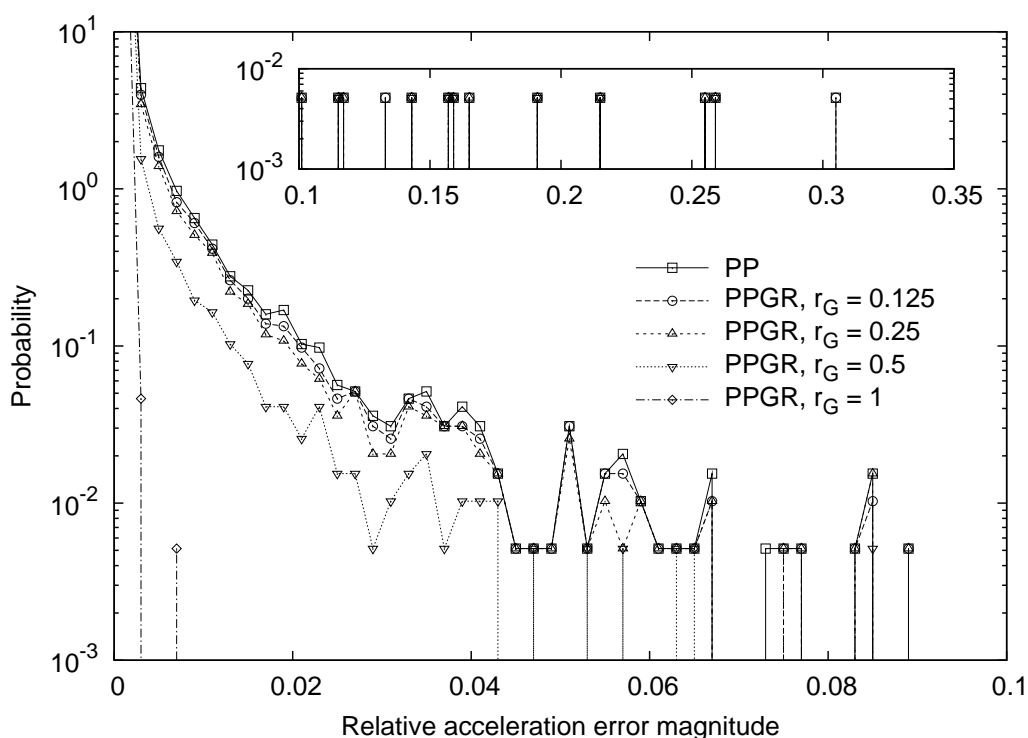 10^1
10^0
10^-1
10^-2
10^-3
Probability
10^-2
10^-3
0.1 0.15 0.2 0.25 0.3 0.35
PP
PPGR, r_G = 0.125
PPGR, r_G = 0.25
PPGR, r_G = 0.5
PPGR, r_G = 1
0 0.02 0.04 0.06 0.08 0.1
Relative acceleration error magnitude